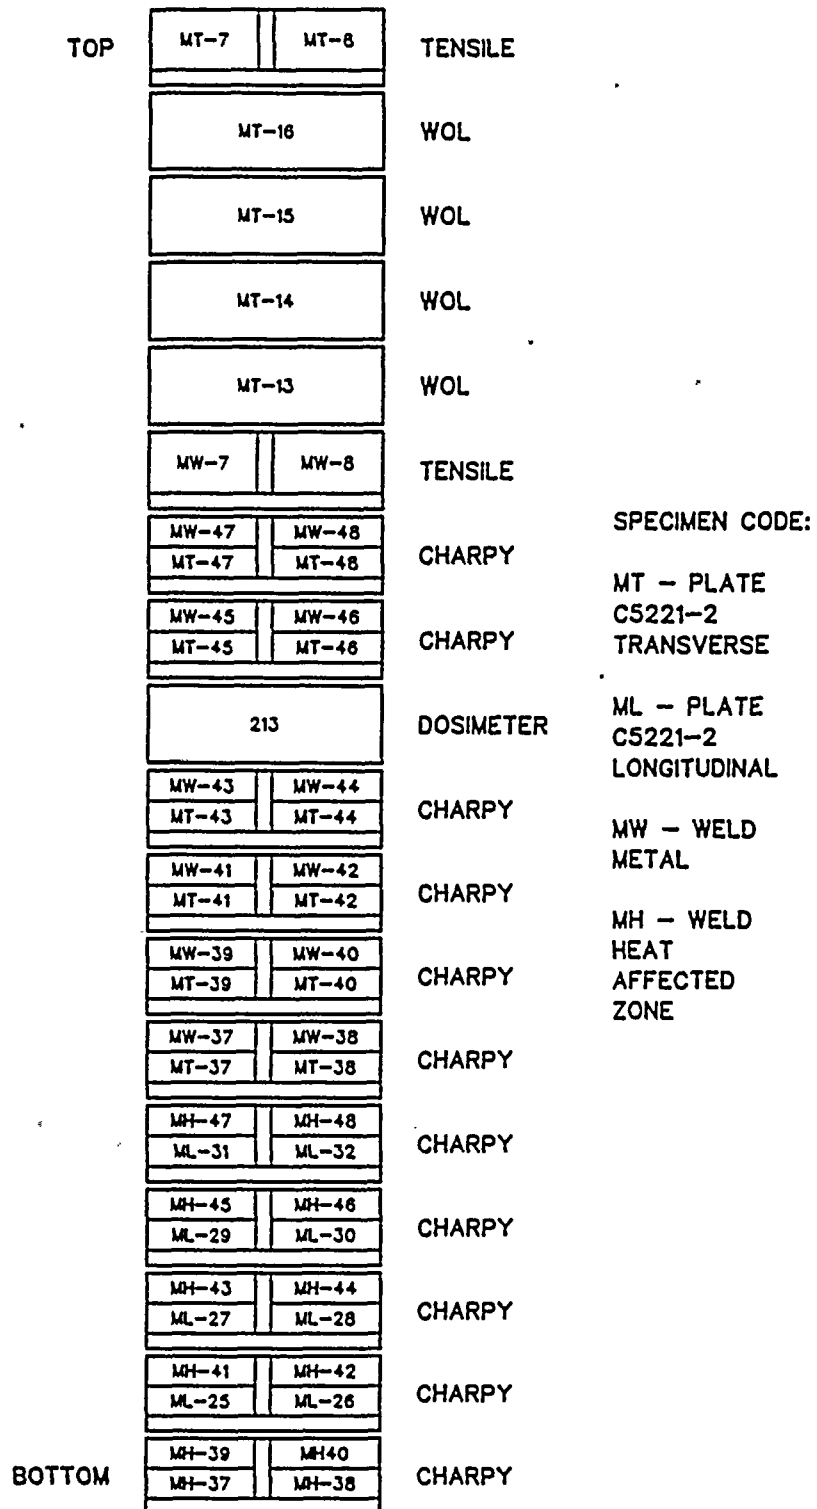 TOP MT-7 MT-8 TENSILE
MT-16 WOL
MT-15 WOL
MT-14 WOL
MT-13 WOL
MW-7 MW-8 TENSILE
MW-47 MW-48
MT-47 MT-48
CHARPY
MW-45 MW-46
MT-45 MT-46
CHARPY
213 DOSIMETER
MW-43 MW-44
MT-43 MT-44
CHARPY
MW-41 MW-42
MT-41 MT-42
CHARPY
MW-39 MW-40
MT-39 MT-40
CHARPY
MW-37 MW-38
MT-37 MT-38
CHARPY
MH-47 MH-48
ML-31 ML-32
CHARPY
MH-45 MH-46
ML-29 ML-30
CHARPY
MH-43 MH-44
ML-27 ML-28
CHARPY
MH-41 MH-42
ML-25 ML-26
CHARPY
MH-39 MH40
BOTTOM MH-37 MH-38 CHARPY
SPECIMEN CODE:
MT - PLATE
C5221-2
TRANSVERSE
ML - PLATE
C5221-2
LONGITUDINAL
MW - WELD
METAL
MH - WELD
HEAT
AFFECTED
ZONE